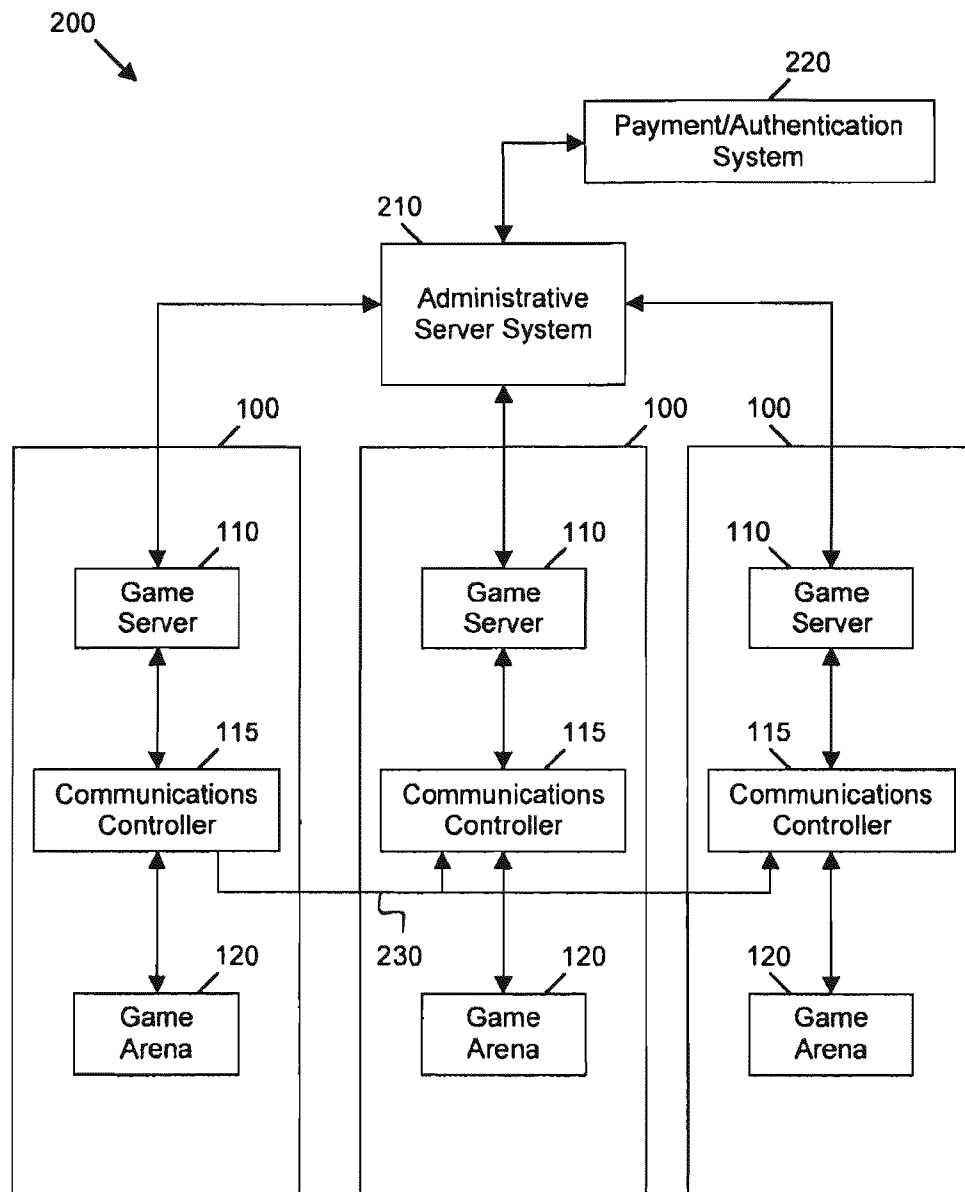 200
220
Payment/Authentication
System
210
Administrative
Server System
100
100
100
110
110
110
Game
Server
Game
Server
Game
Server
115
115
115
Communications
Controller
Communications
Controller
Communications
Controller
230
120
120
120
Game
Arena
Game
Arena
Game
Arena